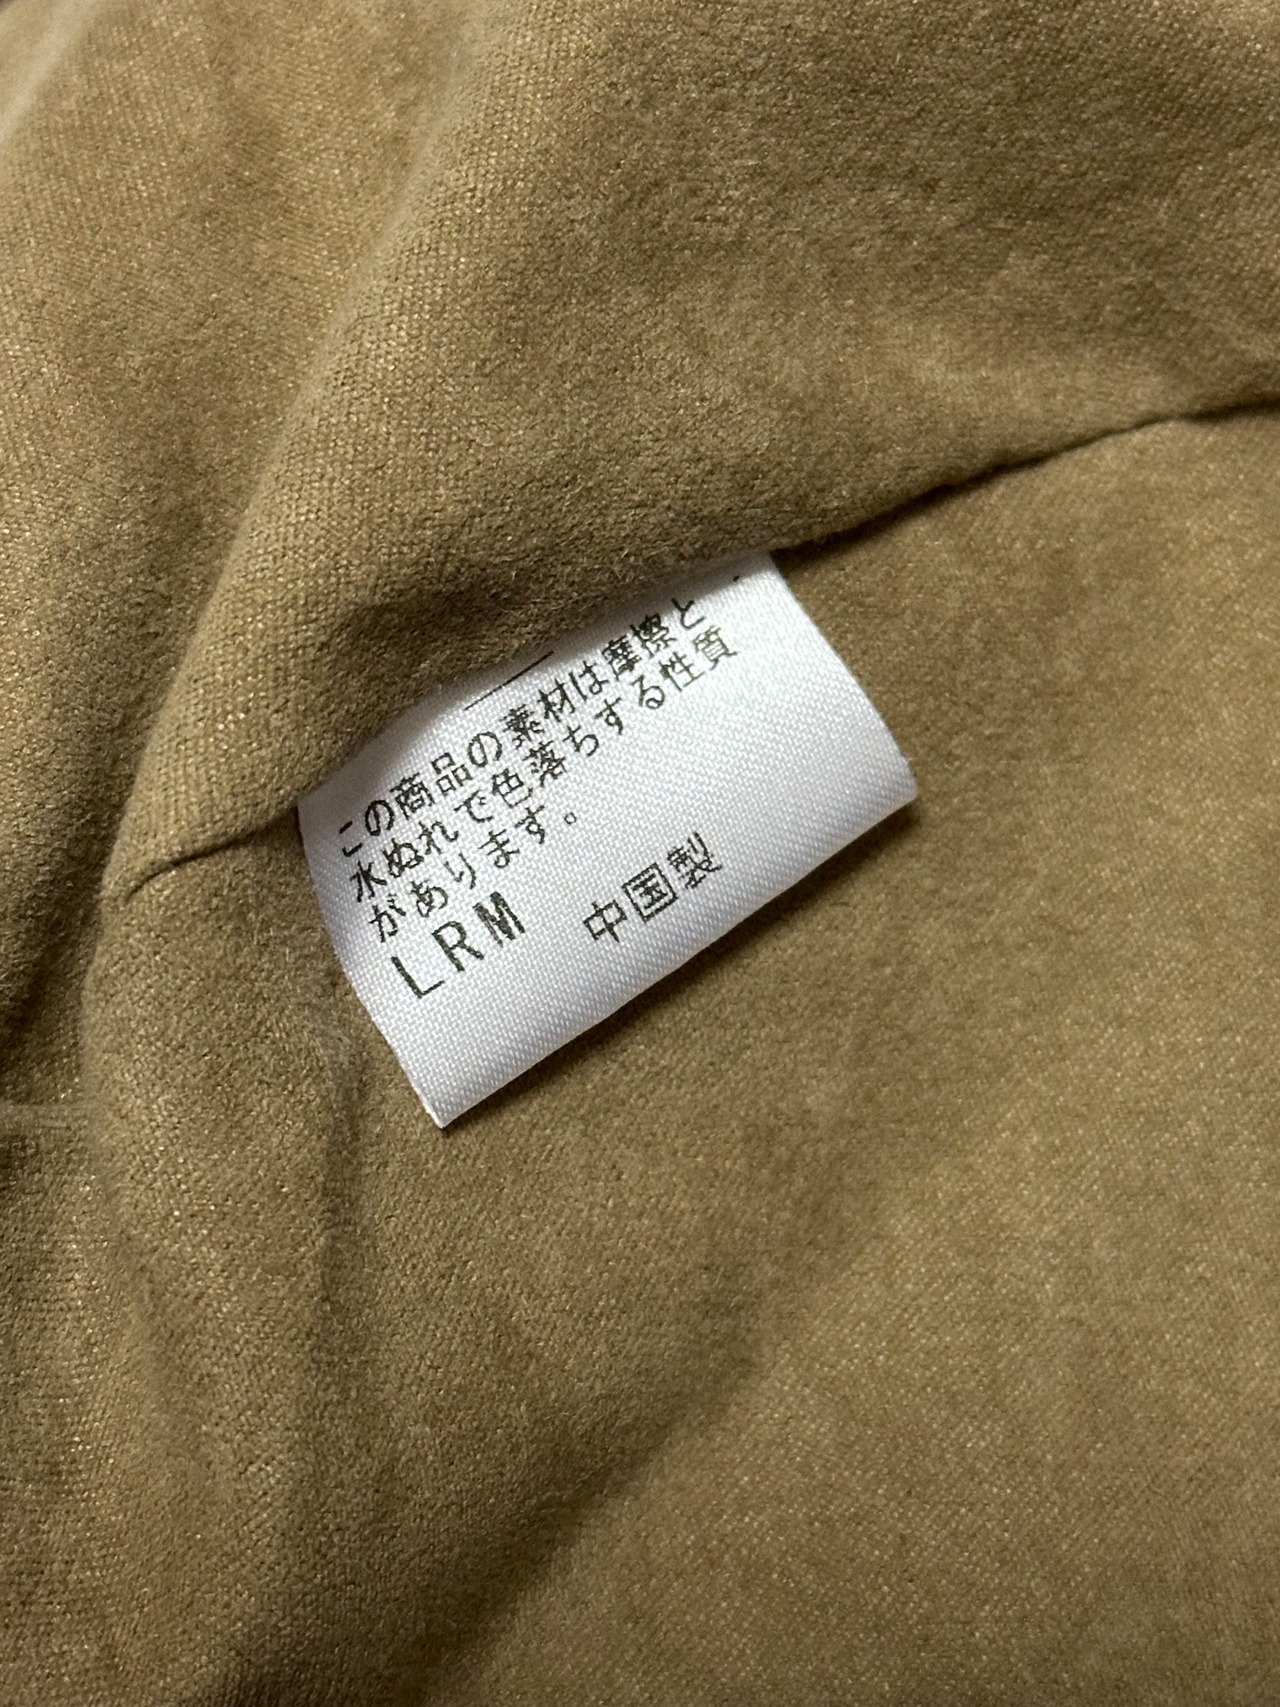 この商品の素材は摩擦と
水ぬれで色落ちする性質
があります。
LRM 中国製